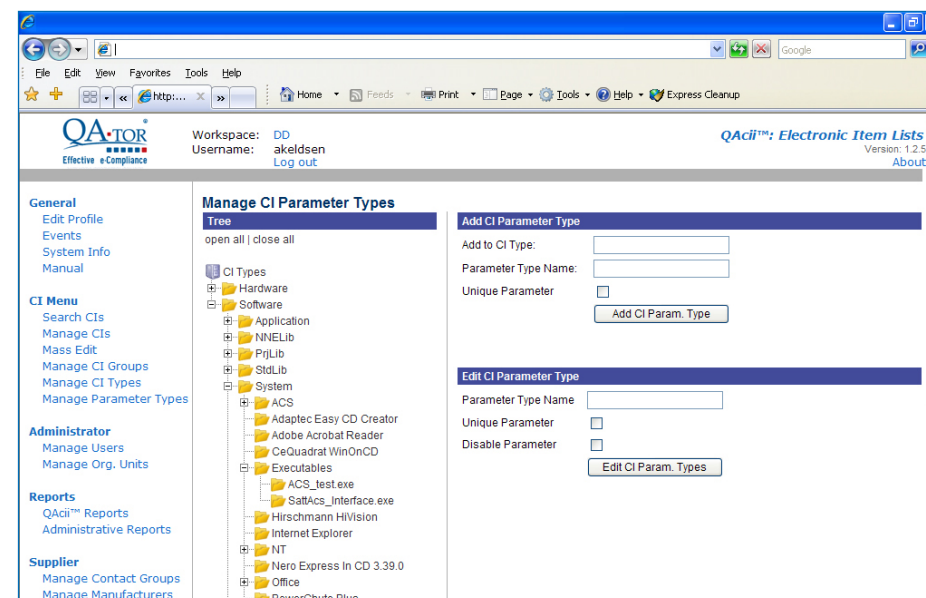 Google
File Edit View Favorites Tools Help
http:... Home Feeds Print Page Tools Help Express Cleanup
QA•TOR
Effective e-Compliance
Workspace: DD
Username: akeldsen
Log out
QAcii™: Electronic Item Lists
Version: 1.2.5
About
General
Edit Profile
Events
System Info
Manual
CI Menu
Search CIs
Manage CIs
Mass Edit
Manage CI Groups
Manage CI Types
Manage Parameter Types
Administrator
Manage Users
Manage Org. Units
Reports
QAcii™ Reports
Administrative Reports
Supplier
Manage Contact Groups
Manage Manufacturers
Manage CI Parameter Types
Tree
open all | close all
CI Types
Hardware
Software
Application
NNELib
PrjLib
StdLib
System
ACS
Adaptec Easy CD Creator
Adobe Acrobat Reader
CeQuadrat WinOnCD
Executables
ACS_test.exe
SattAcs_Interface.exe
Hirschmann HiVision
Internet Explorer
NT
Nero Express In CD 3.39.0
Office
PowerChute Plus
Add CI Parameter Type
Add to CI Type:
Parameter Type Name:
Unique Parameter
Add CI Param. Type
Edit CI Parameter Type
Parameter Type Name
Unique Parameter
Disable Parameter
Edit CI Param. Types